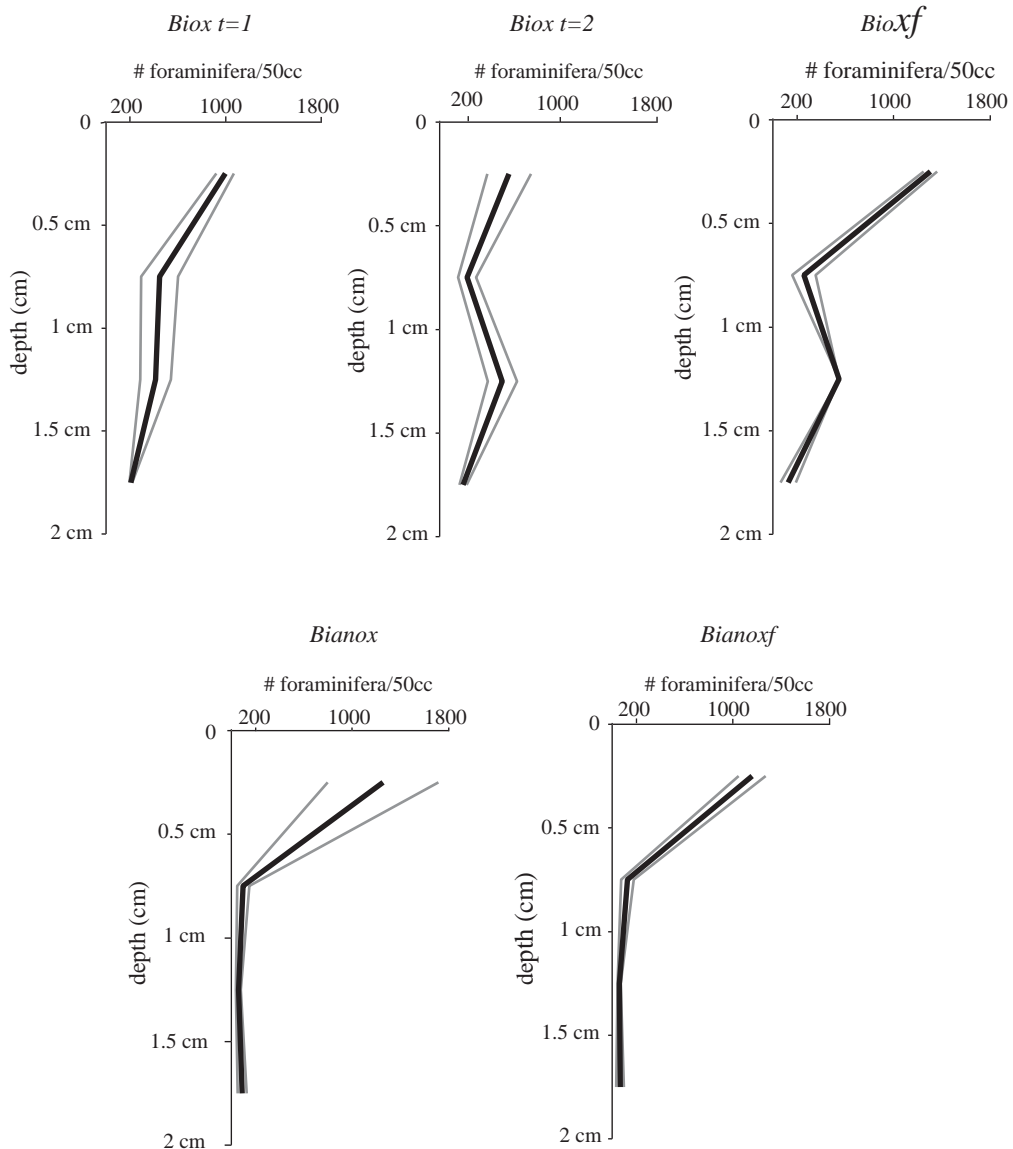 Biox t=1
# foraminifera/50cc
200 1000 1800
0
0.5 cm
1 cm
1.5 cm
2 cm
depth (cm)
Biox t=2
# foraminifera/50cc
200 1000 1800
0
0.5 cm
1 cm
1.5 cm
2 cm
depth (cm)
Bioxf
# foraminifera/50cc
200 1000 1800
0
0.5 cm
1 cm
1.5 cm
2 cm
depth (cm)
Bianox
# foraminifera/50cc
200 1000 1800
0
0.5 cm
1 cm
1.5 cm
2 cm
depth (cm)
Bianoxf
# foraminifera/50cc
200 1000 1800
0
0.5 cm
1 cm
1.5 cm
2 cm
depth (cm)